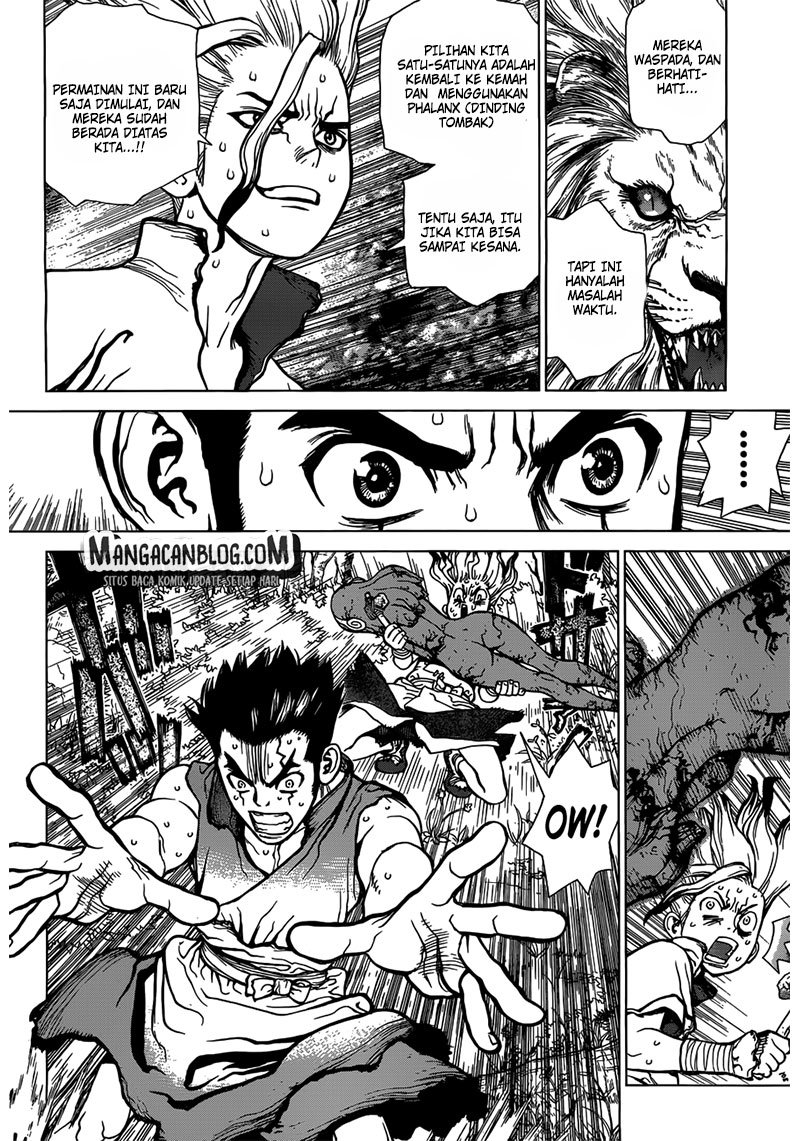 MEREKA
WASPADA, DAN
BERHATI-
HATI...
TAPI INI
HANYALAH
MASALAH
WAKTU.
PILIHAN KITA
SATU-SATUNYA ADALAH
KEMBALI KE KEMAH
DAN MENGGUNAKAN
PHALANX (DINDING
TOMBAK)
TENTU SAJA, ITU
JIKA KITA BISA
SAMPAI KESANA.
PERMAINAN INI BARU
SAJA DIMULAI, DAN
MEREKA SUDAH
BERADA DIATAS
KITA...!!
......
MANGACANBLOG.COM
SITUS BACA KOMIK UPDATE SETIAP HARI
OW!